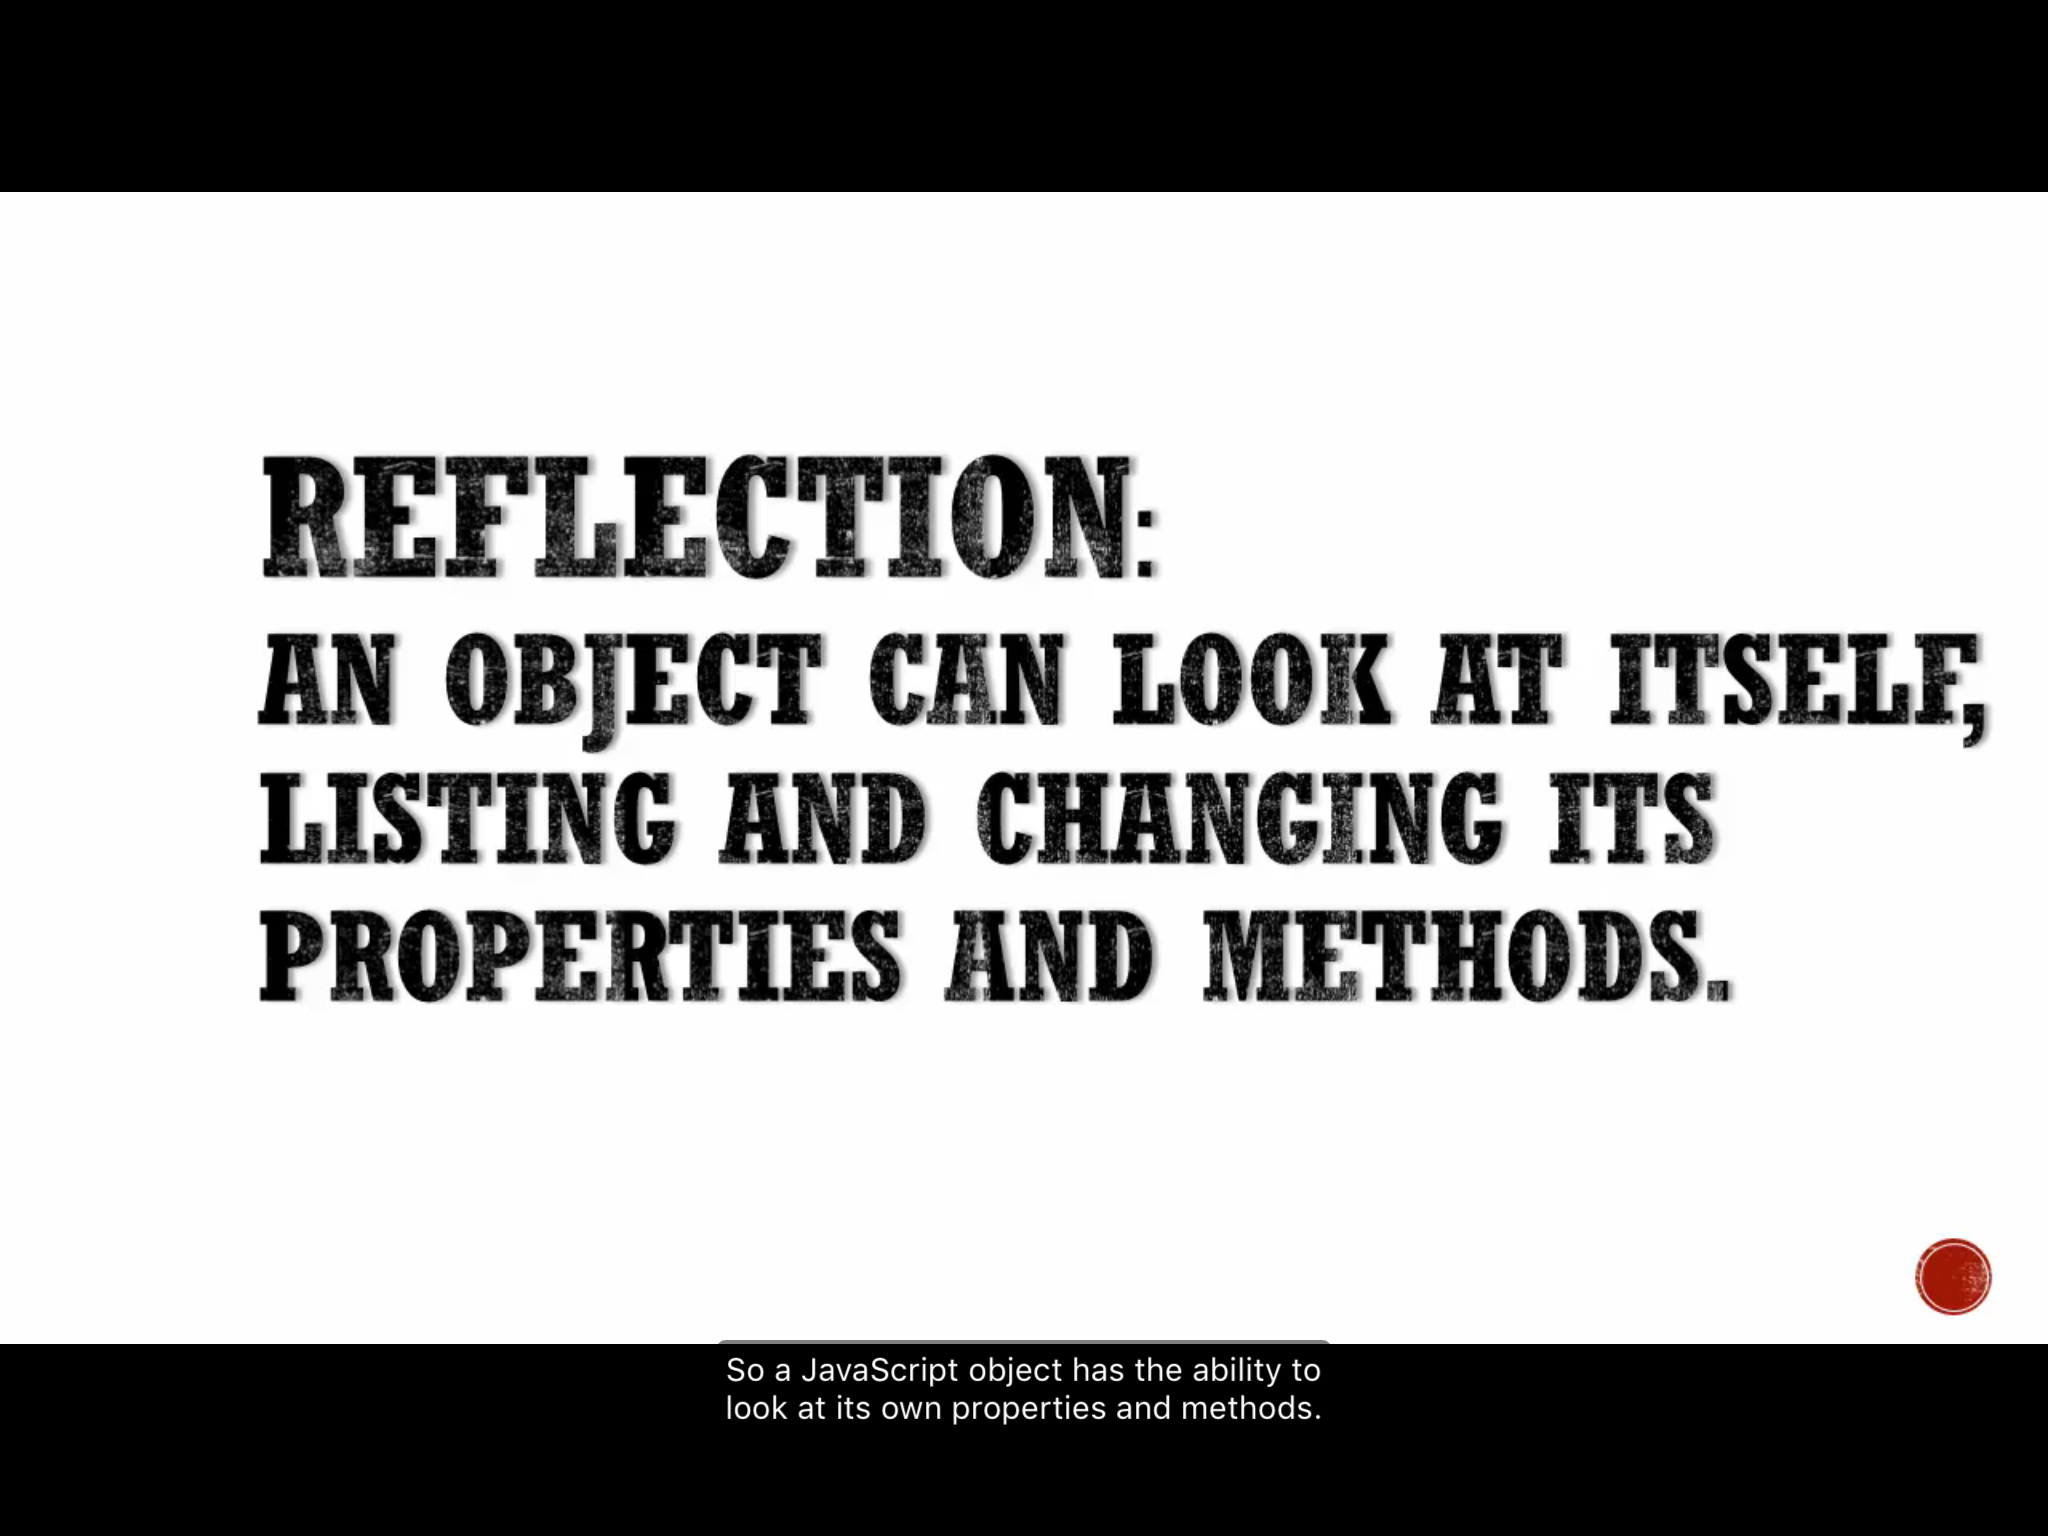 REFLECTION:
AN OBJECT CAN LOOK AT ITSELF,
LISTING AND CHANGING ITS
PROPERTIES AND METHODS.
So a JavaScript object has the ability to
look at its own properties and methods.